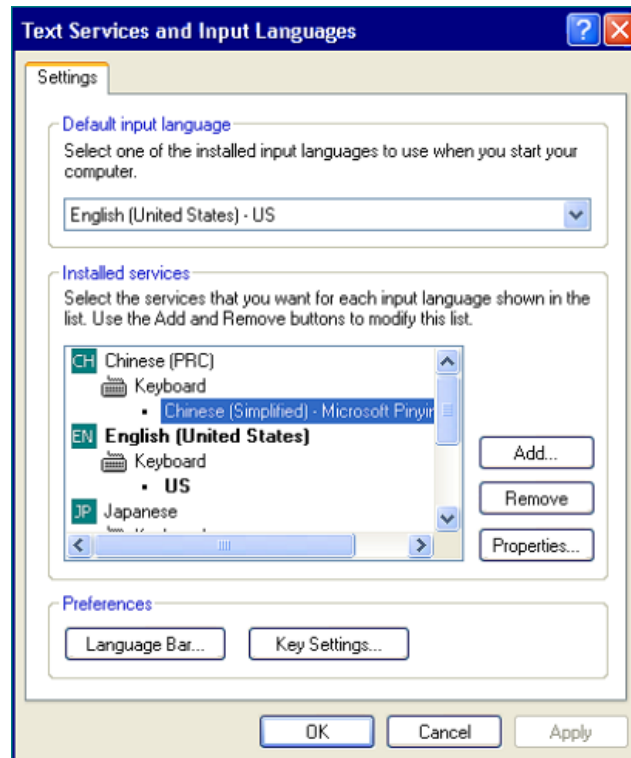 Text Services and Input Languages
Settings
Default input language
Select one of the installed input languages to use when you start your
computer.
English (United States) - US
Installed services
Select the services that you want for each input language shown in the
list. Use the Add and Remove buttons to modify this list.
CH Chinese (PRC)
Keyboard
• Chinese (Simplified) - Microsoft Pinyin
EN English (United States)
Keyboard
• US
JP Japanese
Add...
Remove
Properties...
Preferences
Language Bar...
Key Settings...
OK
Cancel
Apply